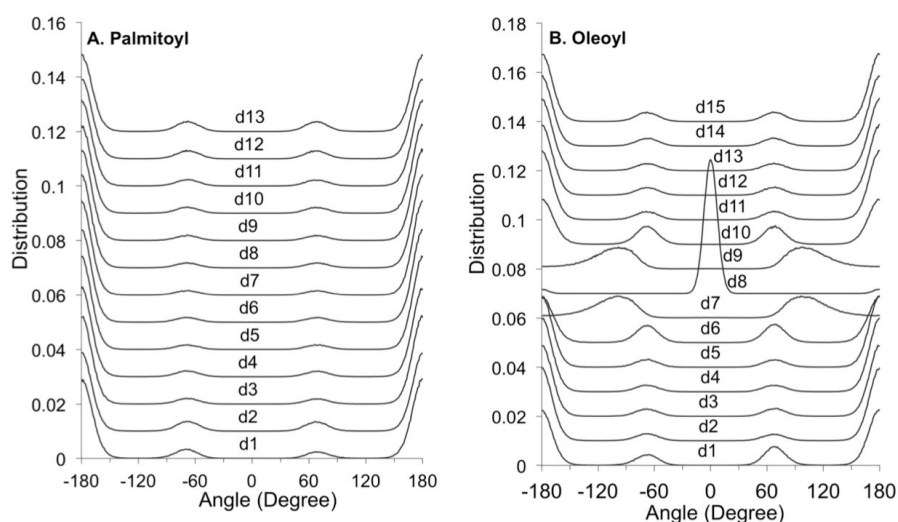 A. Palmitoyl
0.16
0.14
0.12
0.1
0.08
0.06
0.04
0.02
0
Distribution
d13
d12
d11
d10
d9
d8
d7
d6
d5
d4
d3
d2
d1
-180 -120 -60 0 60 120 180
Angle (Degree)
B. Oleoyl
0.18
0.16
0.14
0.12
0.1
0.08
0.06
0.04
0.02
0
Distribution
d15
d14
d13
d12
d11
d10
d9
d8
d7
d6
d5
d4
d3
d2
d1
-180 -120 -60 0 60 120 180
Angle (Degree)